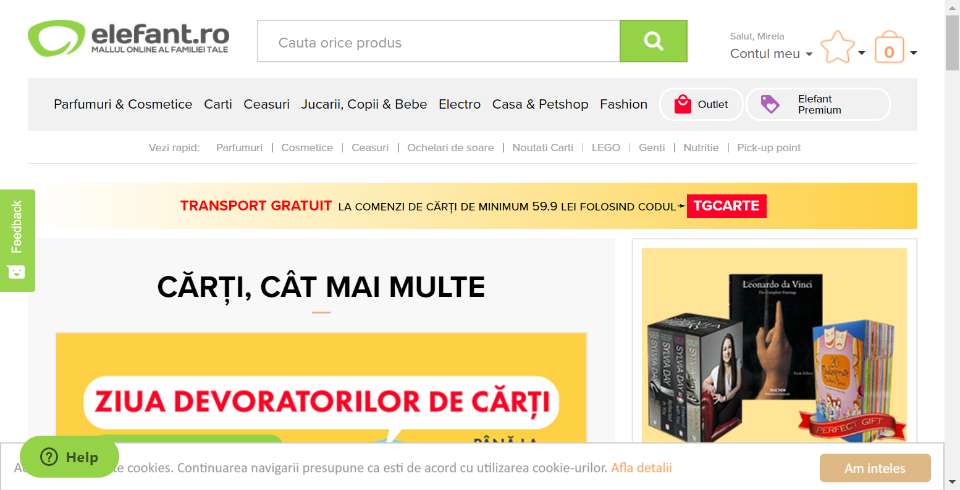 elefant.ro
MALLUL ONLINE AL FAMILIEI TALE
Cauta orice produs
Salut, Mirela
Contul meu
0
Parfumuri & Cosmetice Carti Ceasuri Jucarii, Copii & Bebe Electro Casa & Petshop Fashion Outlet Elefant Premium
Vezi rapid: Parfumuri | Cosmetice | Ceasuri | Ochelari de soare | Noutati Carti | LEGO | Genti | Nutritie | Pick-up point
TRANSPORT GRATUIT LA COMENZI DE CĂRȚI DE MINIMUM 59.9 LEI FOLOSIND CODUL TGCARTE
Feedback
CĂRȚI, CÂT MAI MULTE
ZIUA DEVORATORILOR DE CĂRȚI
Leonardo da Vinci
SYLVIA DAY
SYLVIA DAY
SYLVIA DAY
PERFECT GIFT
Help
cookies. Continuarea navigarii presupune ca esti de acord cu utilizarea cookie-urilor. Afla detalii
Am inteles